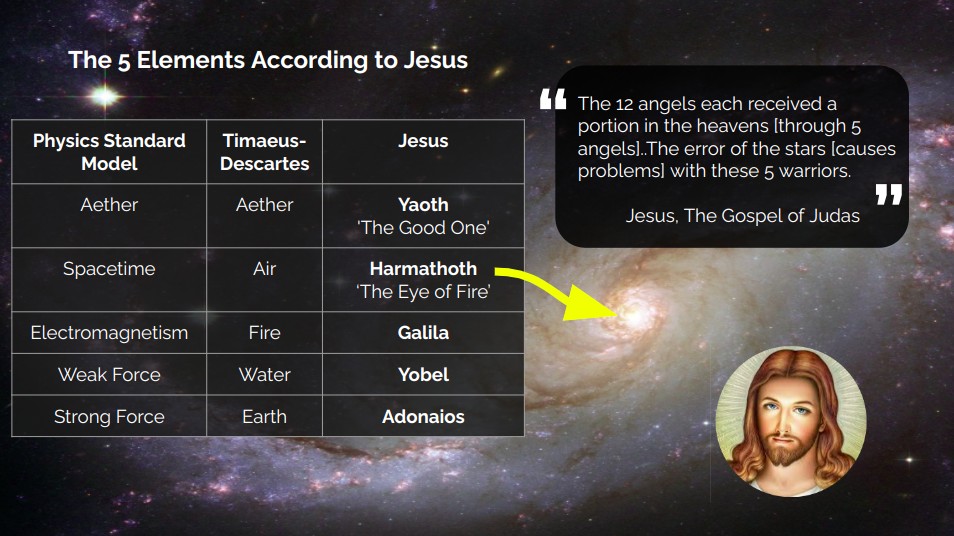 The 5 Elements According to Jesus
Physics Standard
Model
Timaeus-
Descartes
Jesus
Aether
Aether
Yaoth
‘The Good One’
Spacetime
Air
Harmathoth
‘The Eye of Fire’
Electromagnetism
Fire
Galila
Weak Force
Water
Yobel
Strong Force
Earth
Adonaios
“ The 12 angels each received a
portion in the heavens [through 5
angels]..The error of the stars [causes
problems] with these 5 warriors. ”
Jesus, The Gospel of Judas